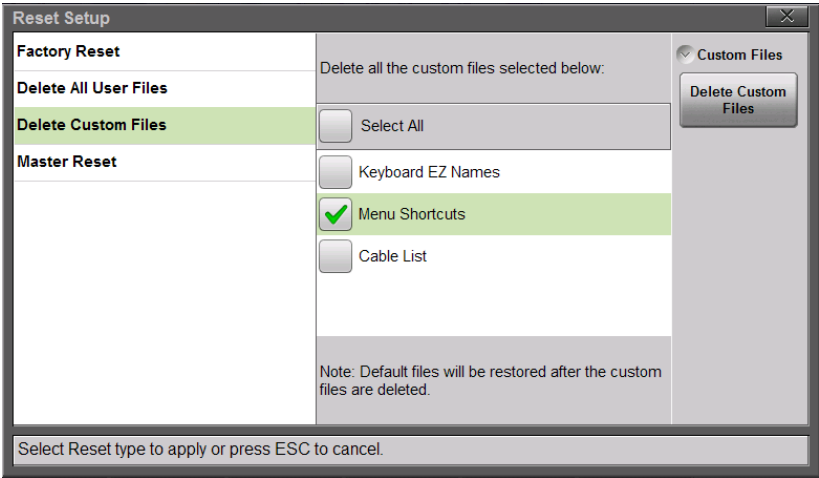 Reset Setup
Factory Reset
Delete All User Files
Delete Custom Files
Master Reset
Delete all the custom files selected below:
Select All
Keyboard EZ Names
Menu Shortcuts
Cable List
Note: Default files will be restored after the custom
files are deleted.
Custom Files
Delete Custom
Files
Select Reset type to apply or press ESC to cancel.